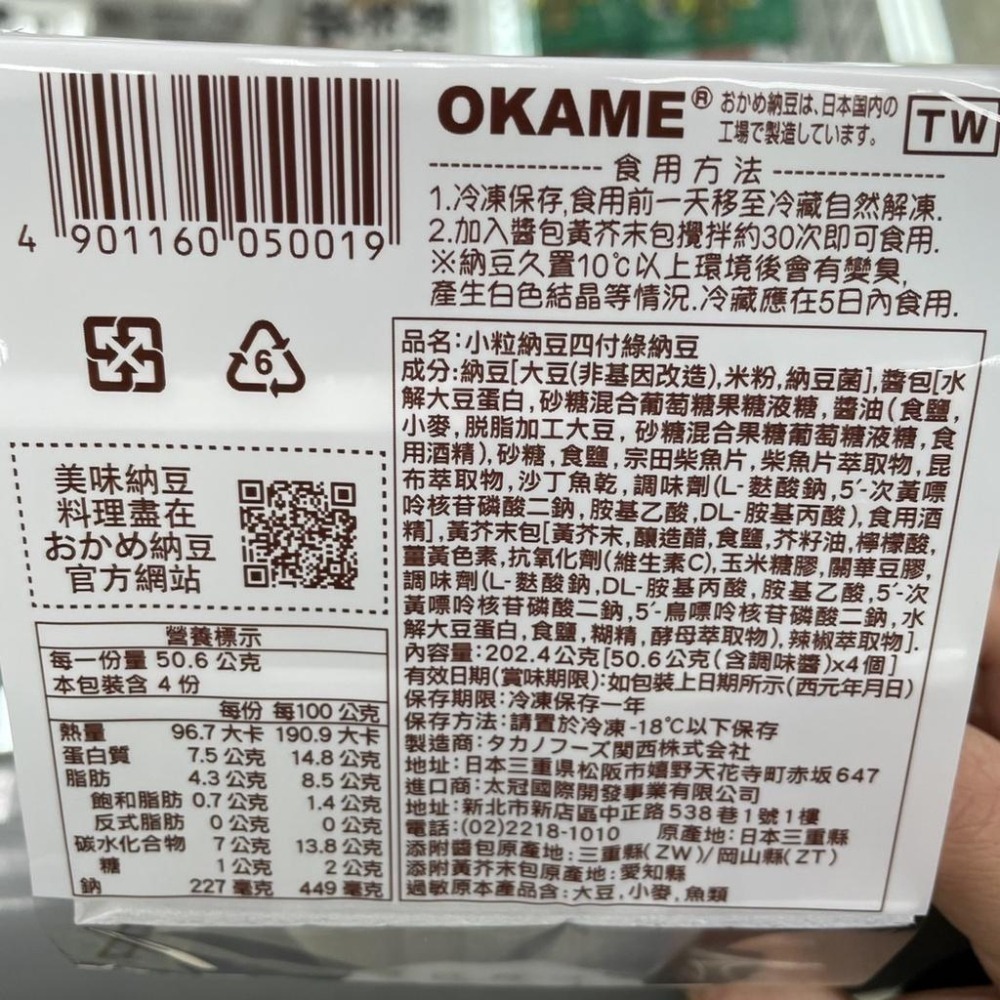 OKAME® おかめ納豆は、日本国内の
工場で製造しています。
TW
4 901160 050019
食用方法
1.冷凍保存,食用前一天移至冷藏自然解凍.
2.加入醬包黃芥末包攪拌約30次即可食用.
※納豆久置10℃以上環境後會有變臭,
產生白色結晶等情況.冷藏應在5日內食用.
6
美味納豆
料理盡在
おかめ納豆
官方網站
營養標示
每一份量 50.6 公克
本包裝含 4 份
每份 每100 公克
熱量 96.7 大卡 190.9 大卡
蛋白質 7.5 公克 14.8 公克
脂肪 4.3 公克 8.5 公克
飽和脂肪 0.7 公克 1.4 公克
反式脂肪 0 公克 0 公克
碳水化合物 7 公克 13.8 公克
糖 1 公克 2 公克
鈉 227 毫克 449 毫克
品名:小粒納豆四付綠納豆
成分:納豆[大豆(非基因改造),米粉,納豆菌],醬包[水
解大豆蛋白,砂糖混合葡萄糖果糖液糖,醬油(食鹽,
小麥,脫脂加工大豆,砂糖混合果糖葡萄糖液糖,食
用酒精),砂糖,食鹽,宗田柴魚片,柴魚片萃取物,昆
布萃取物,沙丁魚乾,調味劑(L-麩酸鈉,5'-次黃嘌
呤核苷磷酸二鈉,胺基乙酸,DL-胺基丙酸),食用酒
精],黃芥末包[黃芥末,釀造醋,食鹽,芥籽油,檸檬酸,
薑黃色素,抗氧化劑(維生素C),玉米糖膠,關華豆膠,
調味劑(L-麩酸鈉,DL-胺基丙酸,胺基乙酸,5'-次
黃嘌呤核苷磷酸二鈉,5'-鳥嘌呤核苷磷酸二鈉,水
解大豆蛋白,食鹽,糊精,酵母萃取物),辣椒萃取物].
內容量:202.4公克[50.6公克(含調味醬)x4個]
有效日期(賞味期限):如包裝上日期所示(西元年月日)
保存期限:冷凍保存一年
保存方法:請置於冷凍-18℃以下保存
製造商:タカノフーズ関西株式会社
地址:日本三重県松阪市嬉野天花寺町赤坂647
進口商:太冠國際開發事業有限公司
地址:新北市新店區中正路538巷1號1樓
電話:(02)2218-1010 原產地:日本三重縣
添附醬包原產地:三重縣(ZW)/岡山縣(ZT)
添附黃芥末包原產地:愛知縣
過敏原本產品含:大豆,小麥,魚類